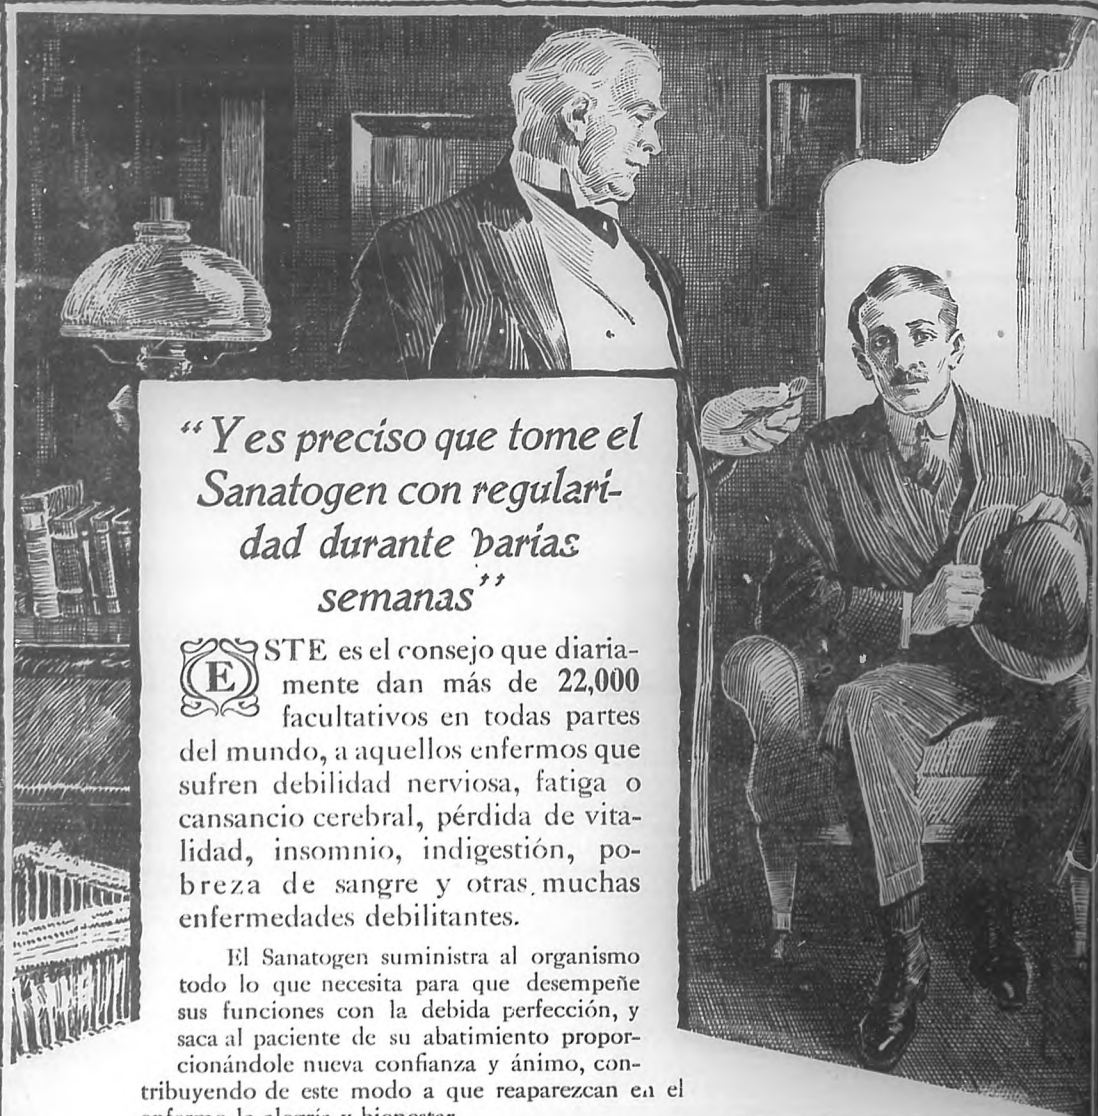 “Y es preciso que tome el
Sanatogen con regulari-
dad durante varias
semanas”
ESTE es el consejo que diaria-
mente dan más de 22,000
facultativos en todas partes
del mundo, a aquellos enfermos que
sufren debilidad nerviosa, fatiga o
cansancio cerebral, pérdida de vita-
lidad, insomnio, indigestión, po-
breza de sangre y otras muchas
enfermedades debilitantes.
El Sanatogen suministra al organismo
todo lo que necesita para que desempeñe
sus funciones con la debida perfección, y
saca al paciente de su abatimiento propor-
cionándole nueva confianza y ánimo, con-
tribuyendo de este modo a que reaparezcan en el
enfermo la alegría y bienestar